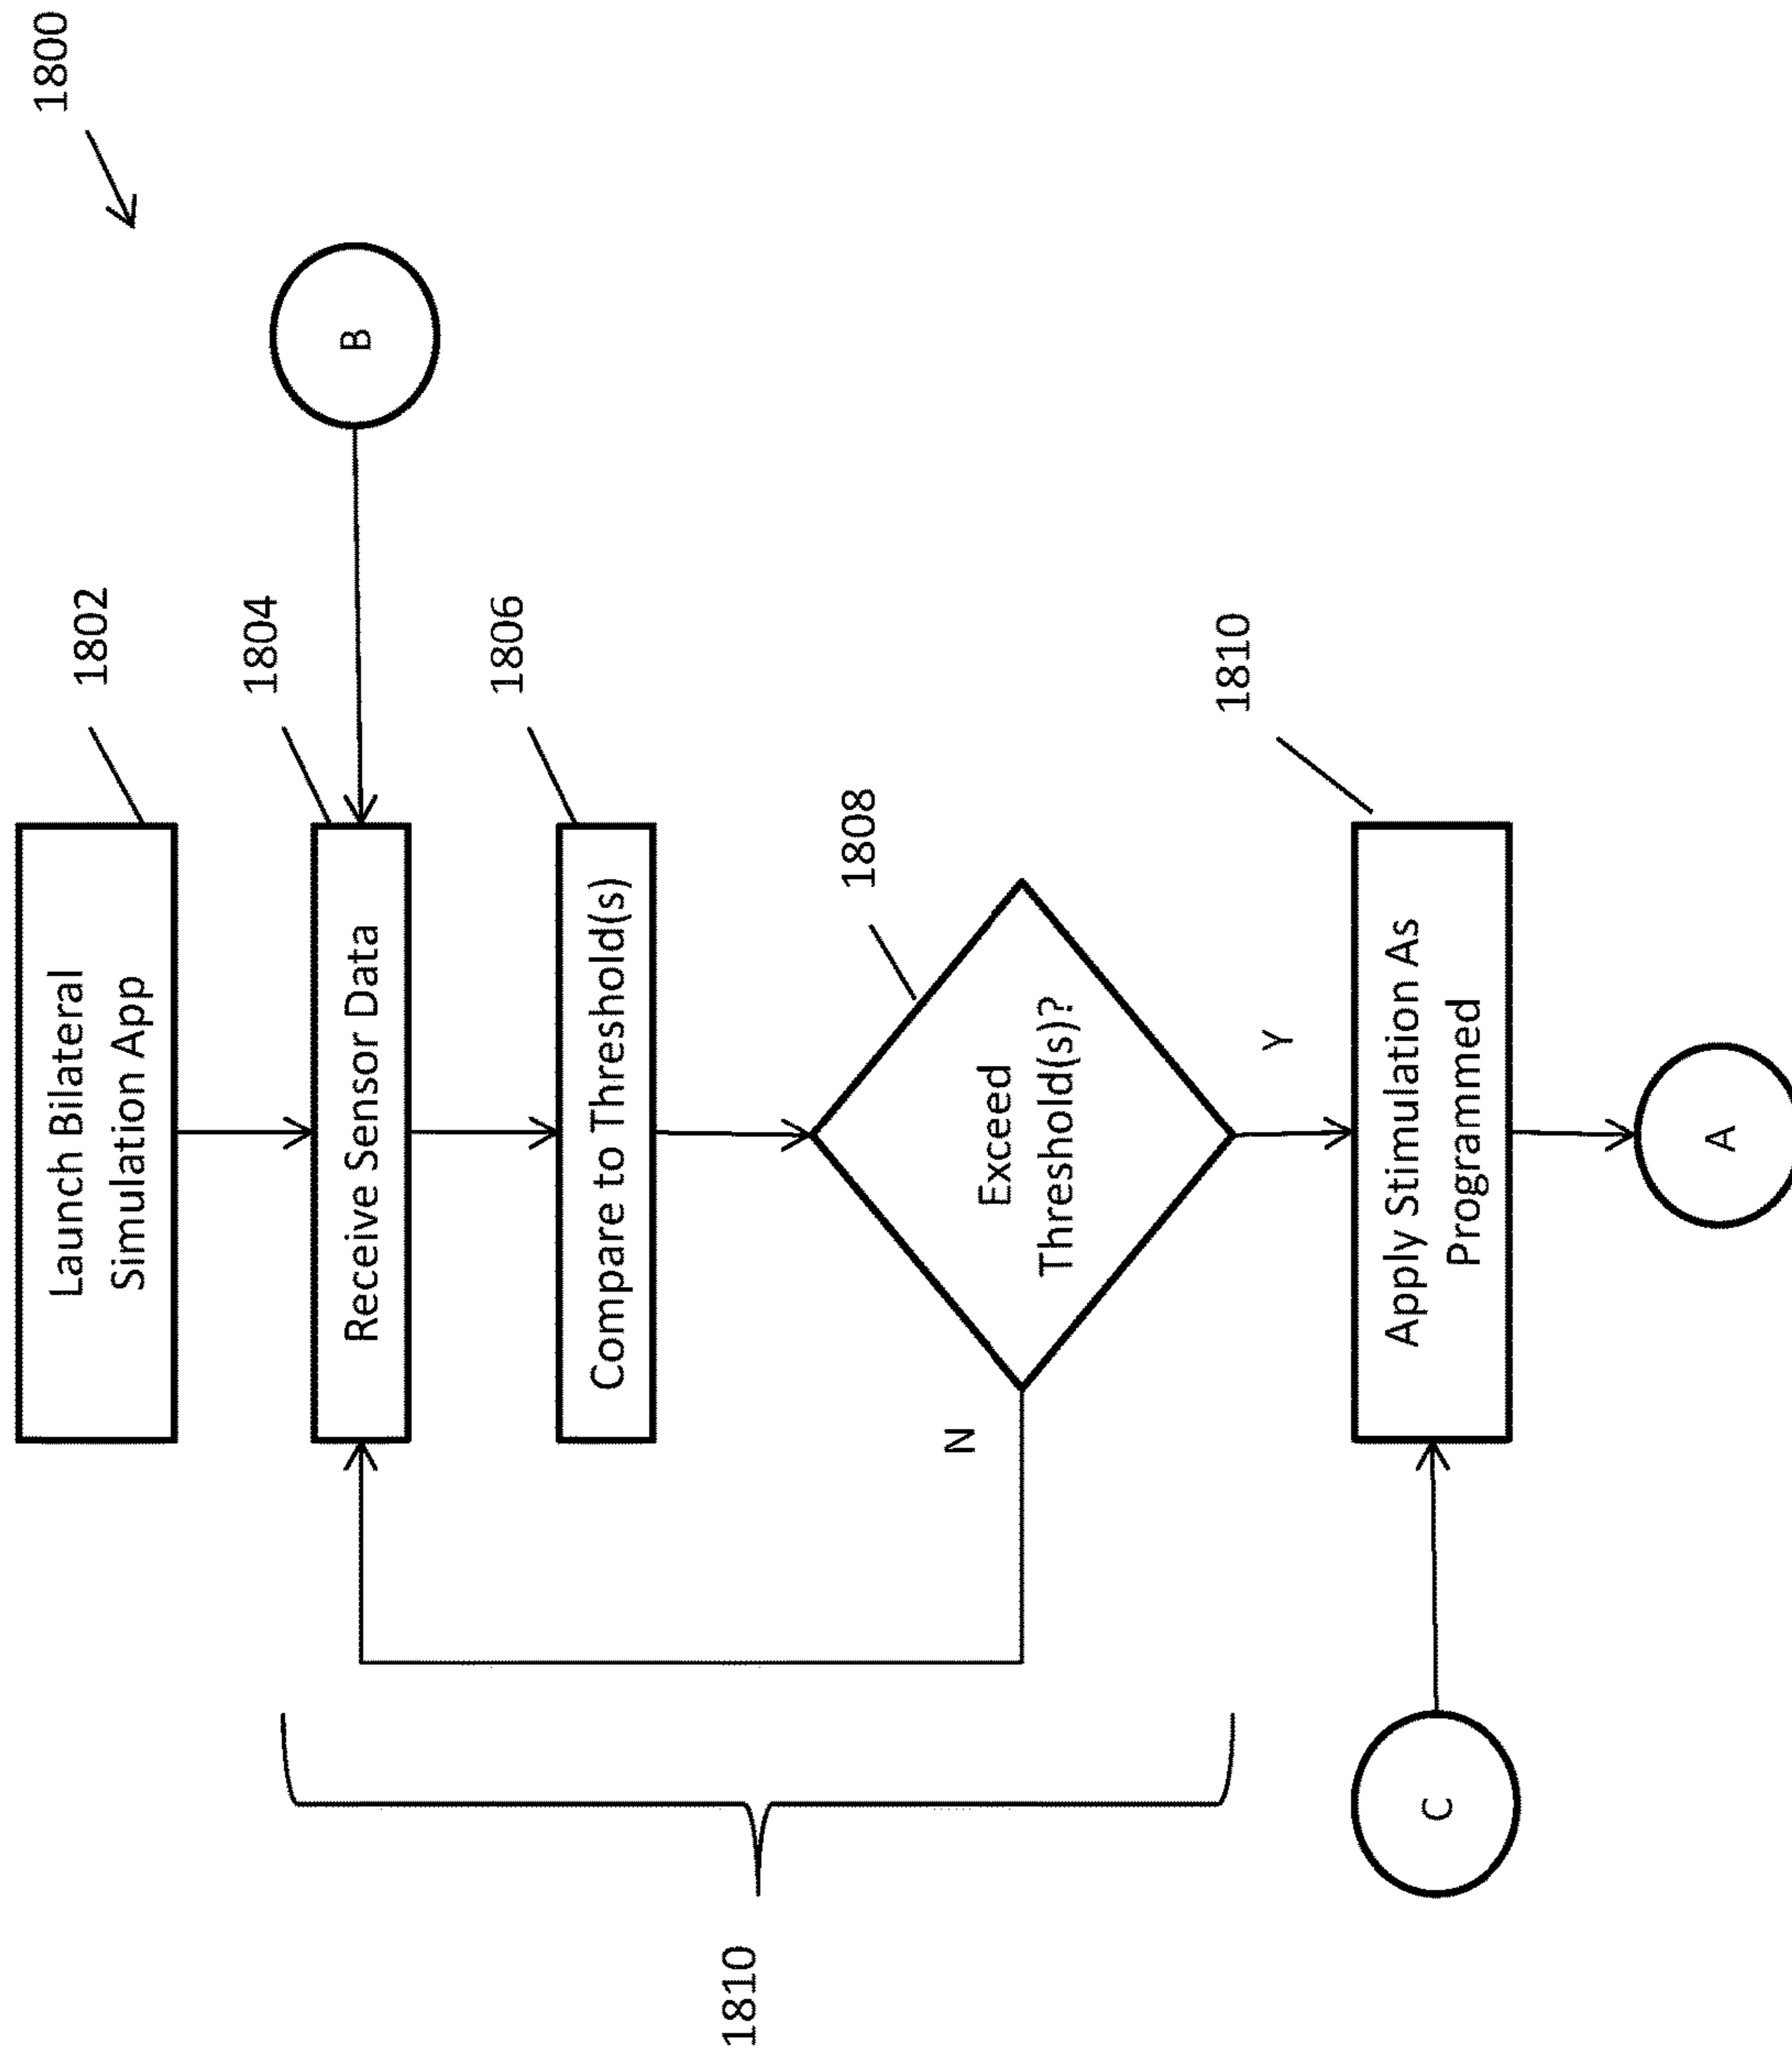 1800
Launch Bilateral
Simulation App
1802
B
Receive Sensor Data
1804
Compare to Threshold(s)
1806
Exceed
Threshold(s)?
1808
N
Y
1810
Apply Stimulation As
Programmed
1810
C
A